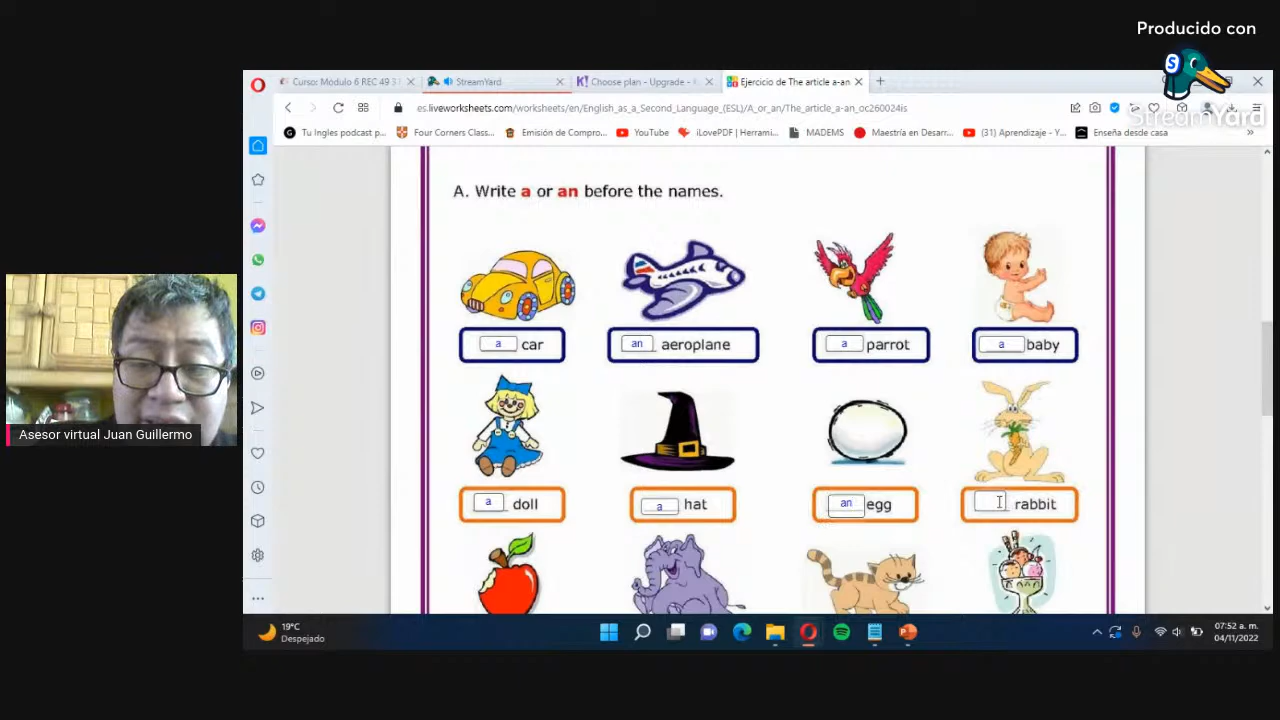 Producido con
S
StreamYard
Curso: Módulo 6 REC 49 3
StreamYard
K! Choose plan - Upgrade -
Ejercicio de The article a-an
es.liveworksheets.com/worksheets/en/English_as_a_Second_Language_(ESL)/A_or_an/The_article_a-an_oc260024is
Tu Ingles podcast p...
Four Corners Class...
Emisión de Compro...
YouTube
iLovePDF | Herrami...
MADEMS
Maestría en Desarr...
(31) Aprendizaje - Y...
Enseña desde casa
A. Write a or an before the names.
a car
an aeroplane
a parrot
a baby
a doll
a hat
an egg
rabbit
Asesor virtual Juan Guillermo
19°C
Despejado
07:52 a. m.
04/11/2022